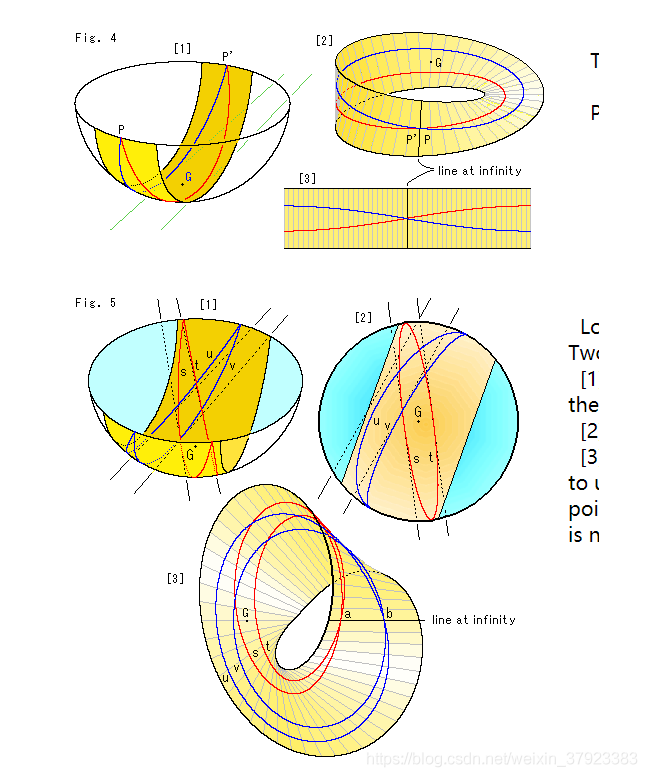 Fig. 4
[1]
P'
P
G
[2]
G
P' P
line at infinity
[3]
T
P
Fig. 5
[1]
u
t
s
v
G
[2]
G
u
v
s
t
[3]
G
s
t
u
v
a
b
line at infinity
Lo
Two
[1
the
[2
[3
to u
poi
is n
https://blog.csdn.net/weixin_37923383